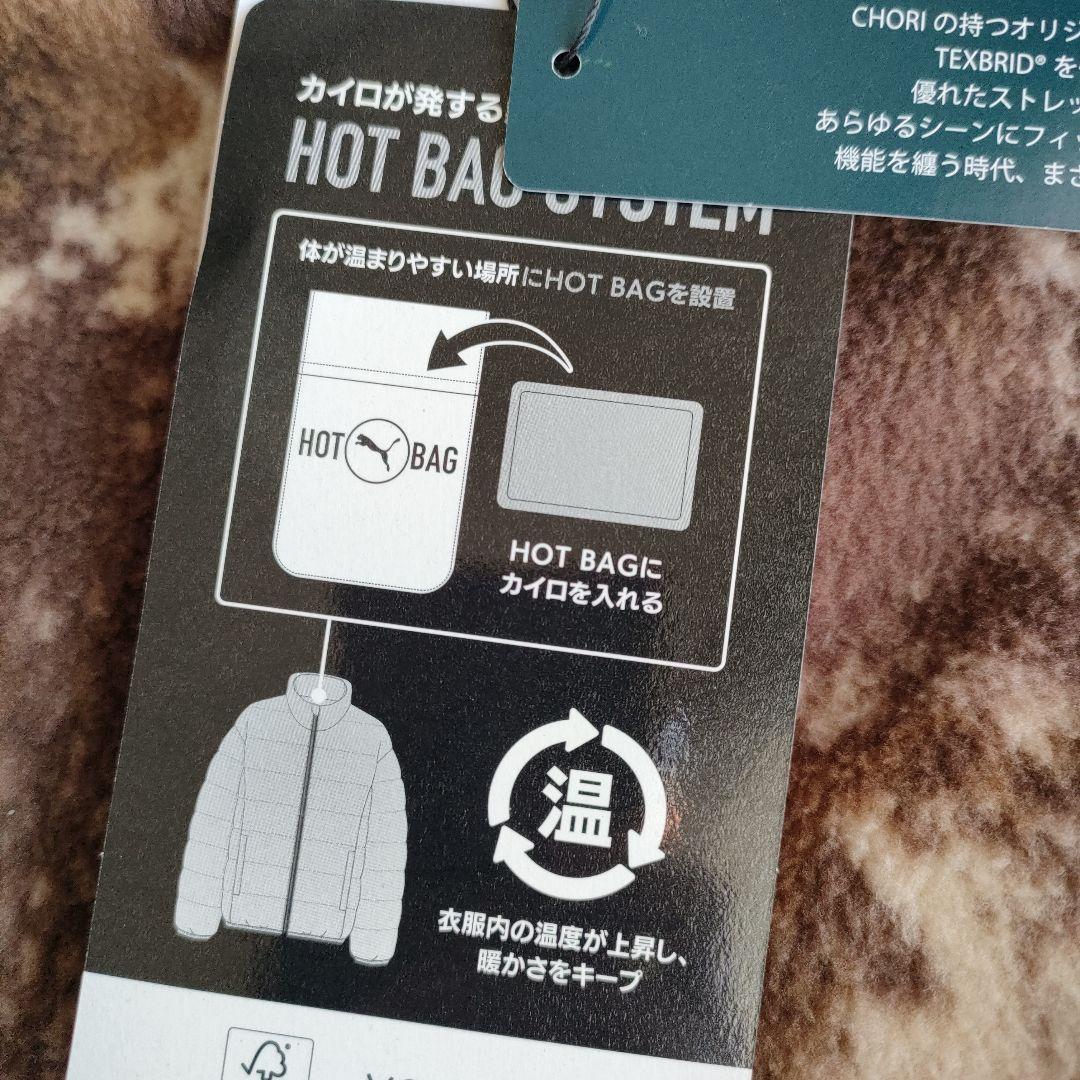 CHORI の持つオリジ
TEXBRID® を
優れたストレッ
あらゆるシーンにフィッ
機能を纏う時代、まさ
カイロが発する
HOT BAG SYSTEM
体が温まりやすい場所にHOT BAGを設置
HOT BAG
HOT BAGに
カイロを入れる
温
衣服内の温度が上昇し、
暖かさをキープ